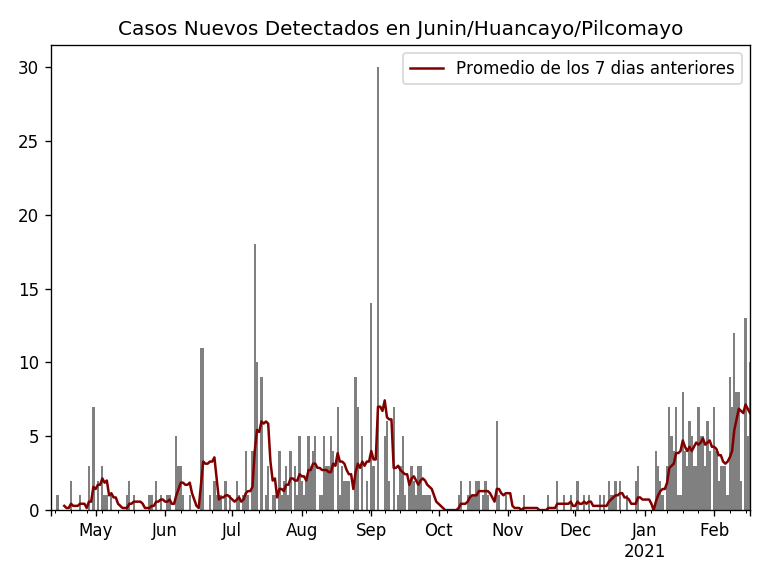 Casos Nuevos Detectados en Junin/Huancayo/Pilcomayo
Promedio de los 7 dias anteriores
30
25
20
15
10
5
0
May Jun Jul Aug Sep Oct Nov Dec Jan Feb
2021